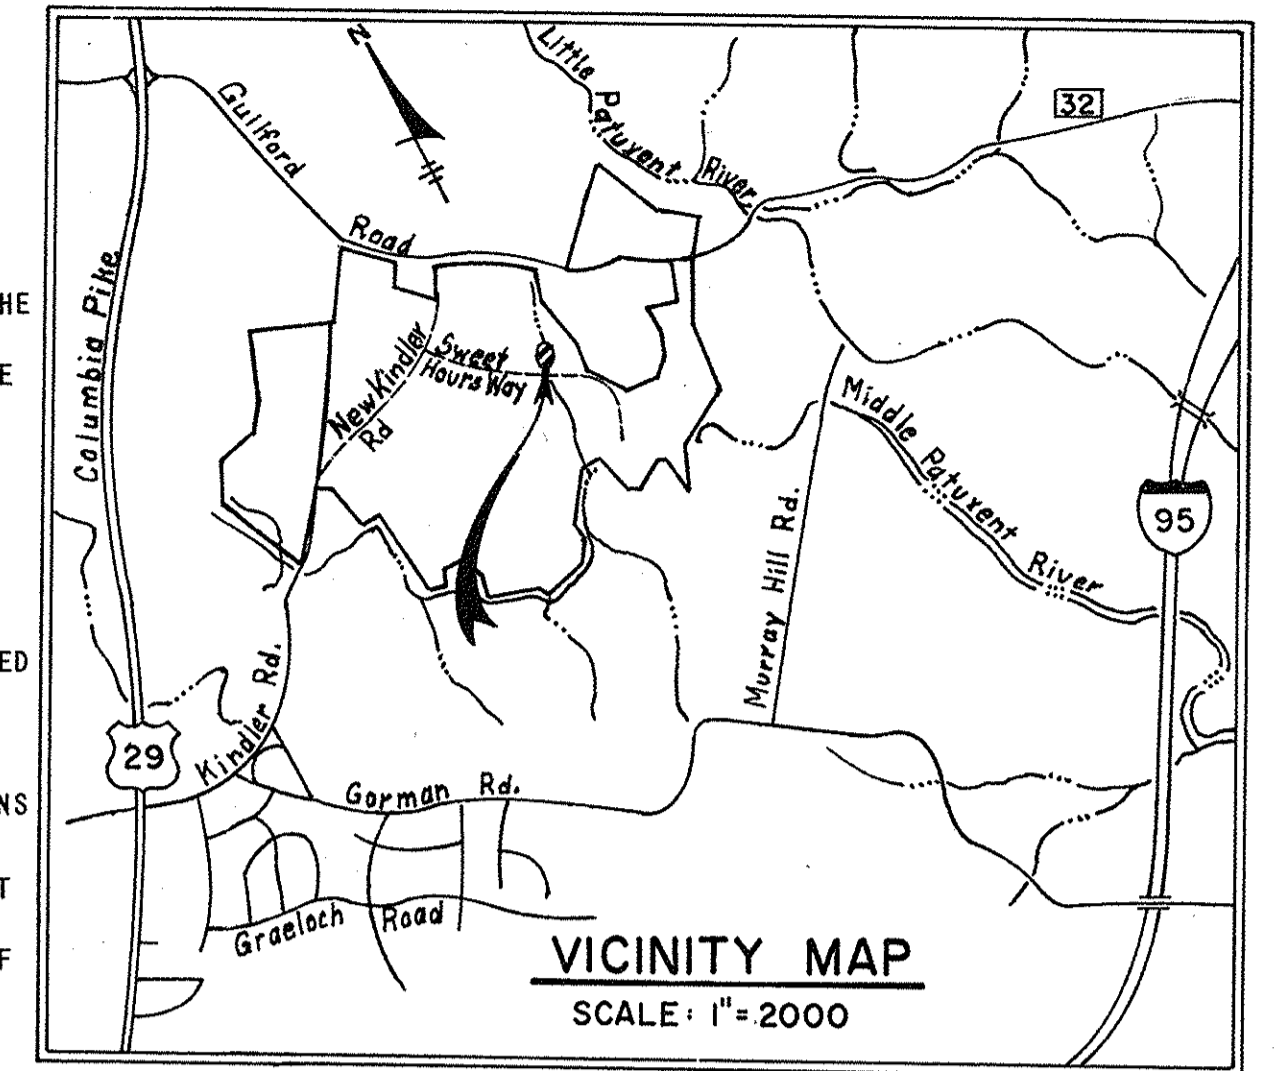 N
Little Patuxent River
32
Guilford Road
Columbia Pike
HE
E
New Kindler
Rd
Sweet
Hours Way
Middle Patuxent River
95
Murray Hill Rd.
ED
29
Kindler Rd.
Gorman Rd.
NS
T
Graeloch Road
F
VICINITY MAP
SCALE: 1"= 2000